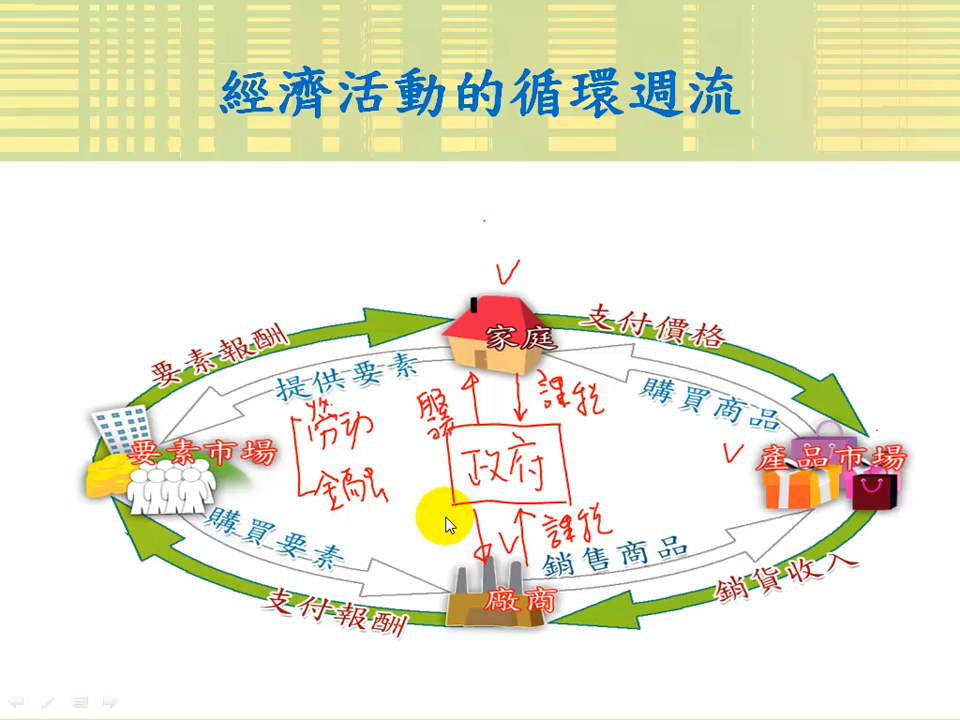 經濟活動的循環週流
支付價格
家庭
要素報酬
提供要素
課稅
購買商品
服
勞動
要素市場
產品市場
政府
金融
購買要素
課稅
銷售商品
銷貨收入
廠商
支付報酬